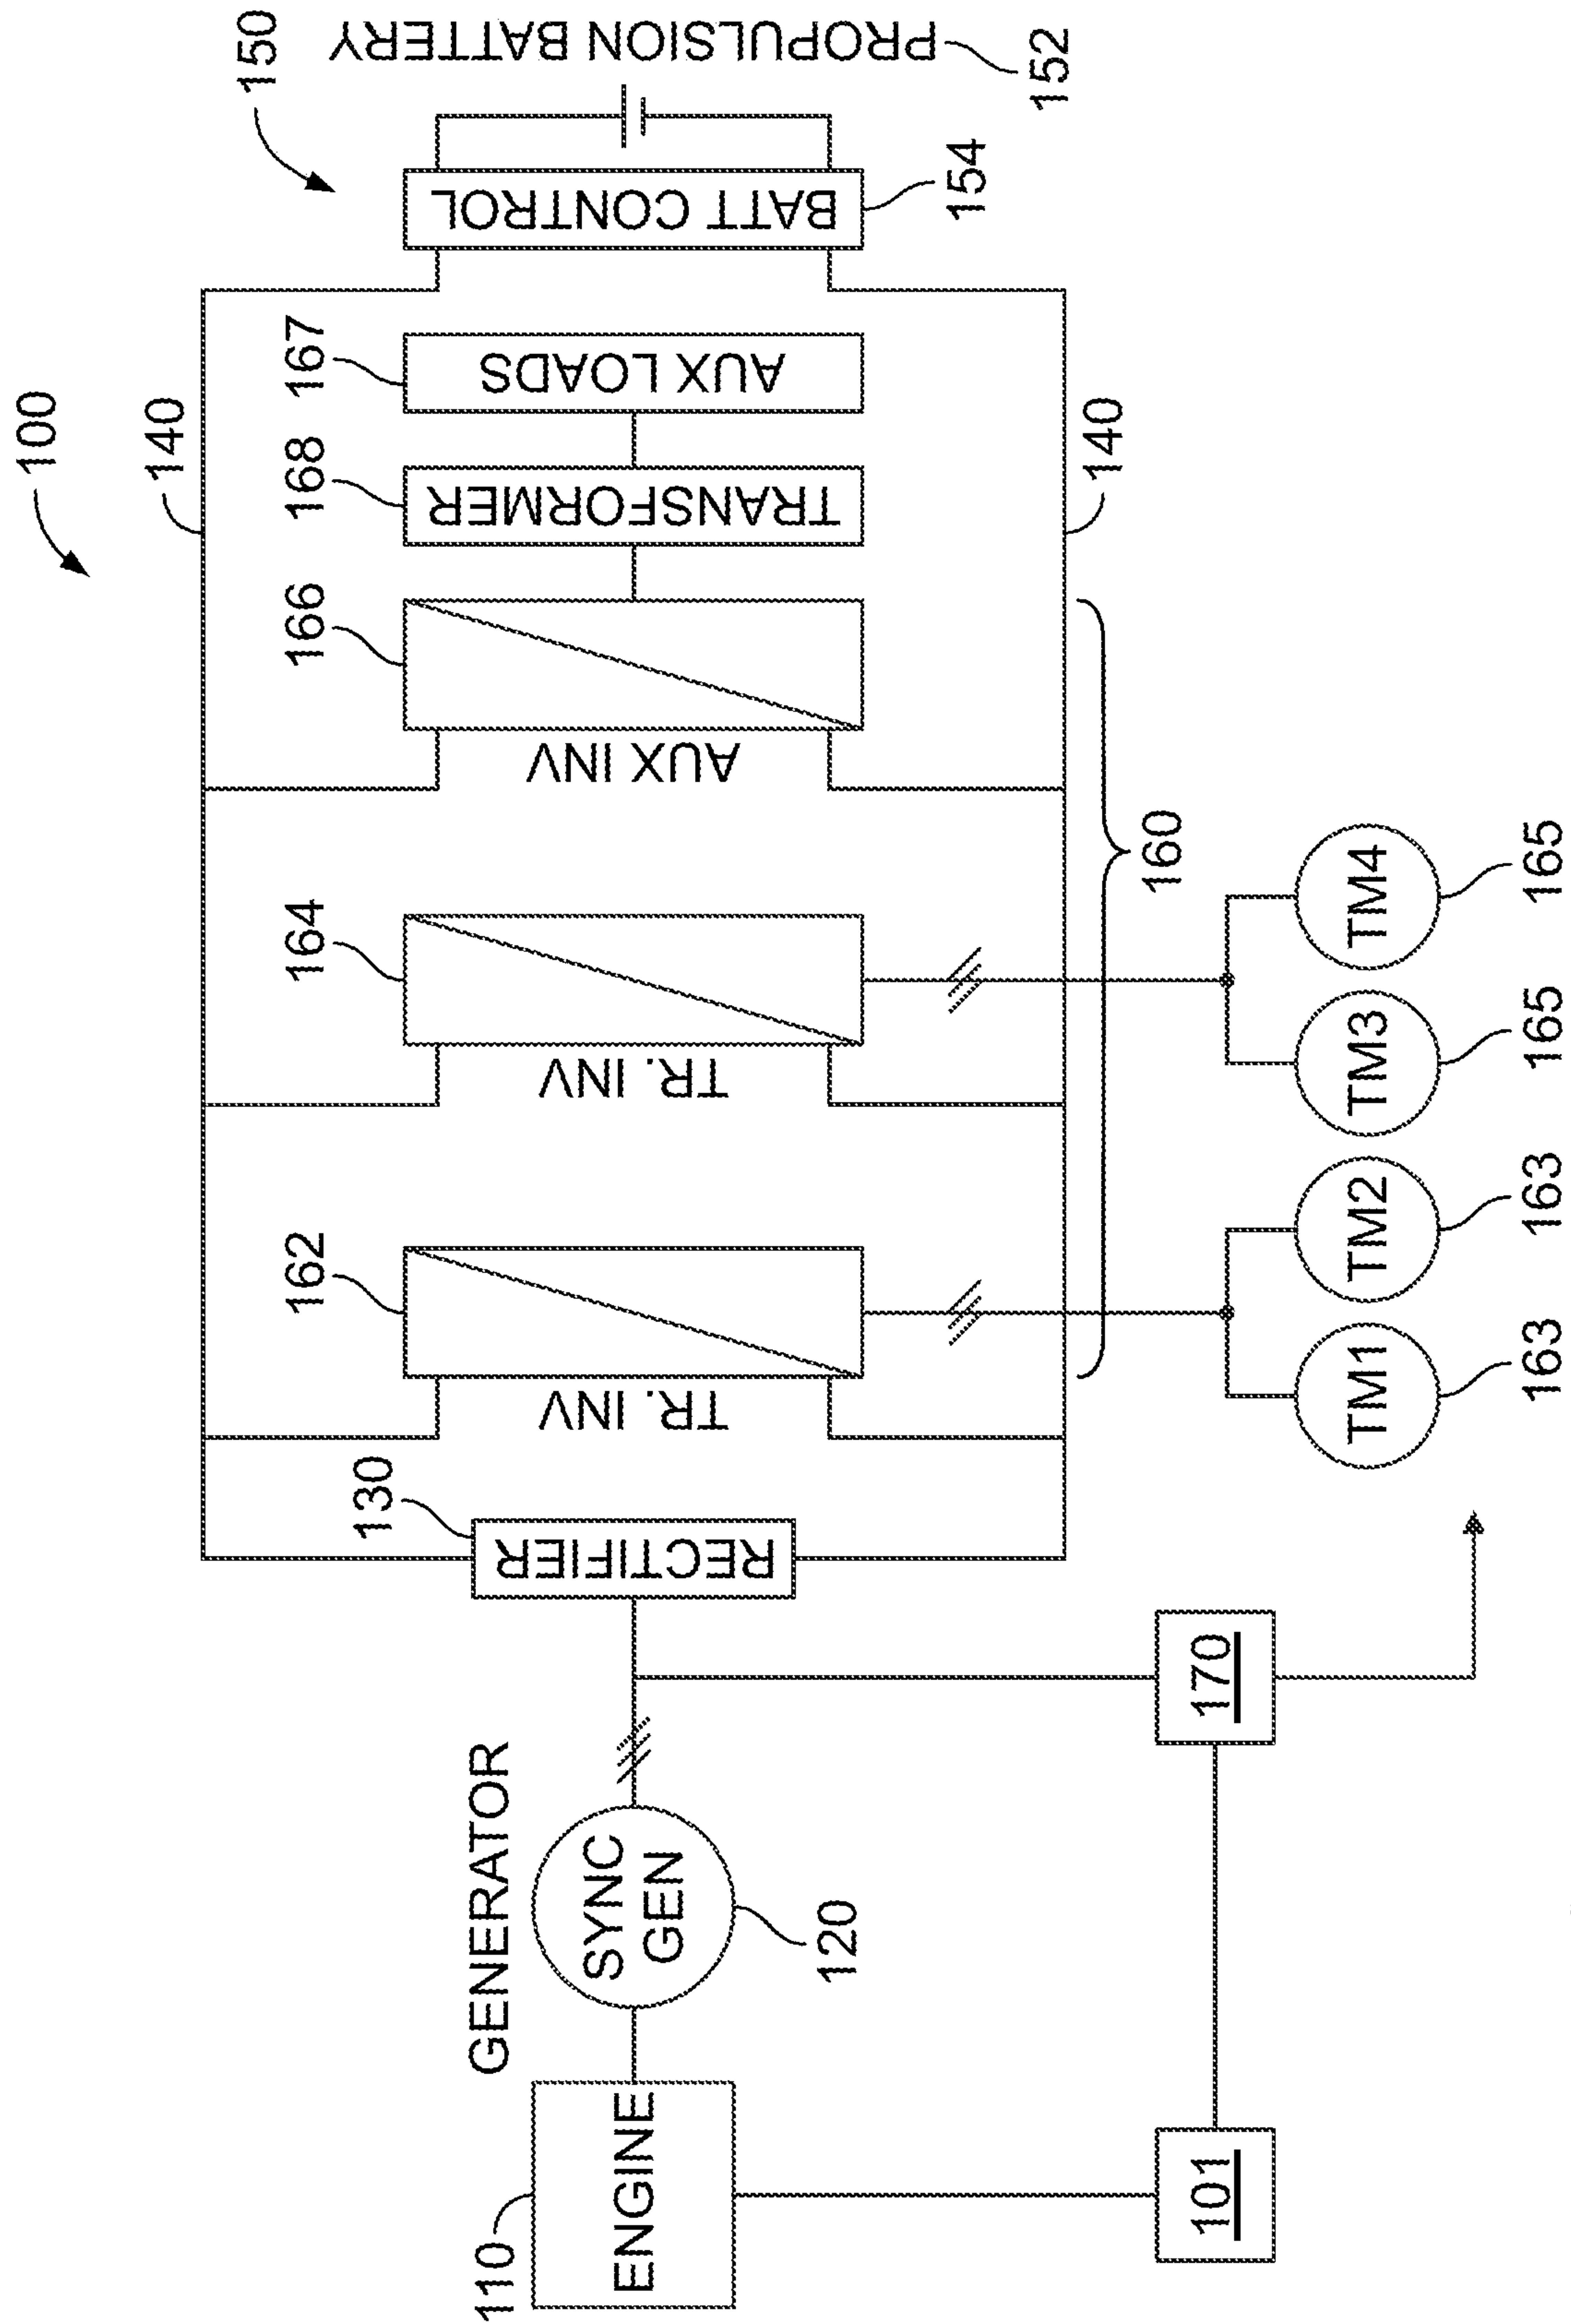 100
140
150
PROPULSION BATTERY
152
110
ENGINE
GENERATOR
SYNC
GEN
120
130
RECTIFIER
162
TR. INV
164
TR. INV
166
AUX INV
168
TRANSFORMER
167
AUX LOADS
BATT CONTROL
154
140
160
101
170
TM1
163
TM2
163
TM3
165
TM4
165